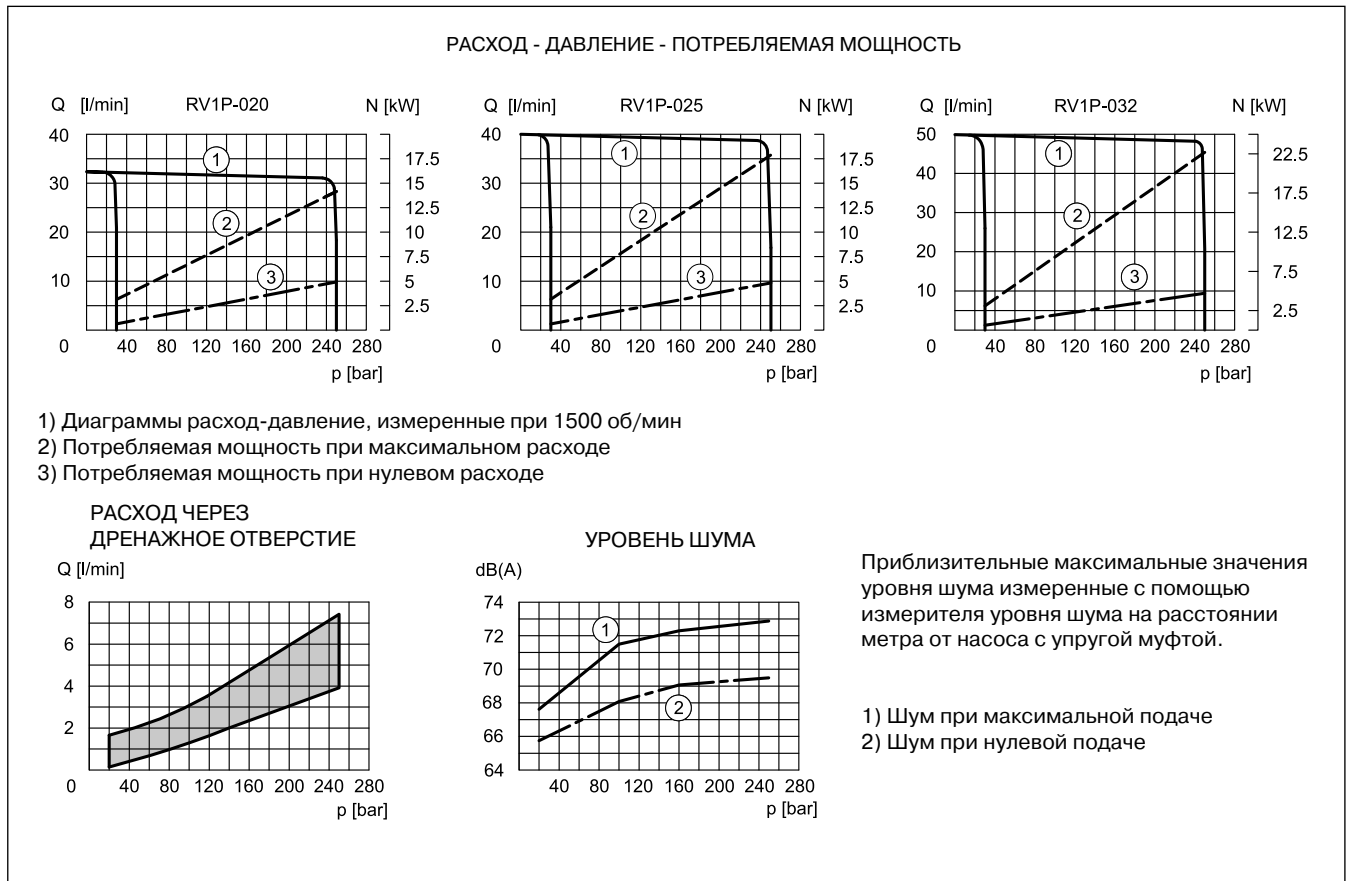 РАСХОД - ДАВЛЕНИЕ - ПОТРЕБЛЯЕМАЯ МОЩНОСТЬ
Q [l/min] RV1P-020 N [kW]
40
30
20
10
0
17.5
15
12.5
10
7.5
5
2.5
40 80 120 160 200 240 280
p [bar]
1
2
3
Q [l/min] RV1P-025 N [kW]
40
30
20
10
0
17.5
15
12.5
10
7.5
5
2.5
40 80 120 160 200 240 280
p [bar]
1
2
3
Q [l/min] RV1P-032 N [kW]
50
40
30
20
10
0
22.5
17.5
12.5
7.5
2.5
40 80 120 160 200 240 280
p [bar]
1
2
3
1) Диаграммы расход-давление, измеренные при 1500 об/мин
2) Потребляемая мощность при максимальном расходе
3) Потребляемая мощность при нулевом расходе
РАСХОД ЧЕРЕЗ
ДРЕНАЖНОЕ ОТВЕРСТИЕ
Q [l/min]
8
6
4
2
0
40 80 120 160 200 240 280
p [bar]
УРОВЕНЬ ШУМА
dB(A)
74
72
70
68
66
64
40 80 120 160 200 240 280
p [bar]
1
2
Приблизительные максимальные значения
уровня шума измеренные с помощью
измерителя уровня шума на расстоянии
метра от насоса с упругой муфтой.
1) Шум при максимальной подаче
2) Шум при нулевой подаче